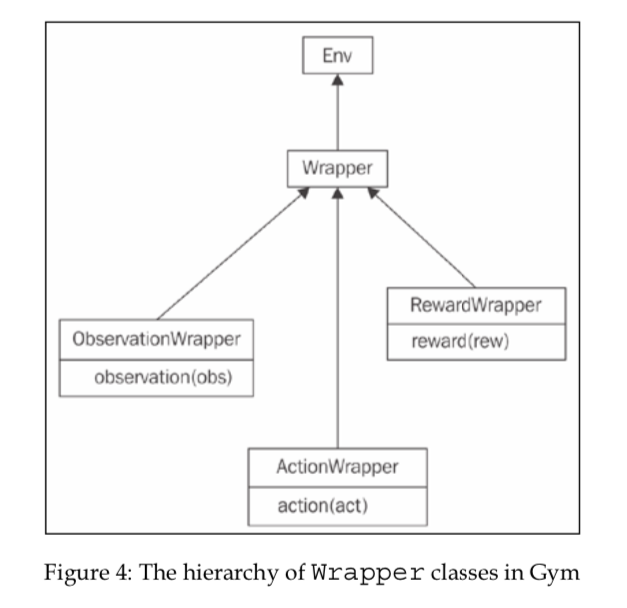 Env
Wrapper
ObservationWrapper
observation(obs)
RewardWrapper
reward(rew)
ActionWrapper
action(act)
Figure 4: The hierarchy of Wrapper classes in Gym